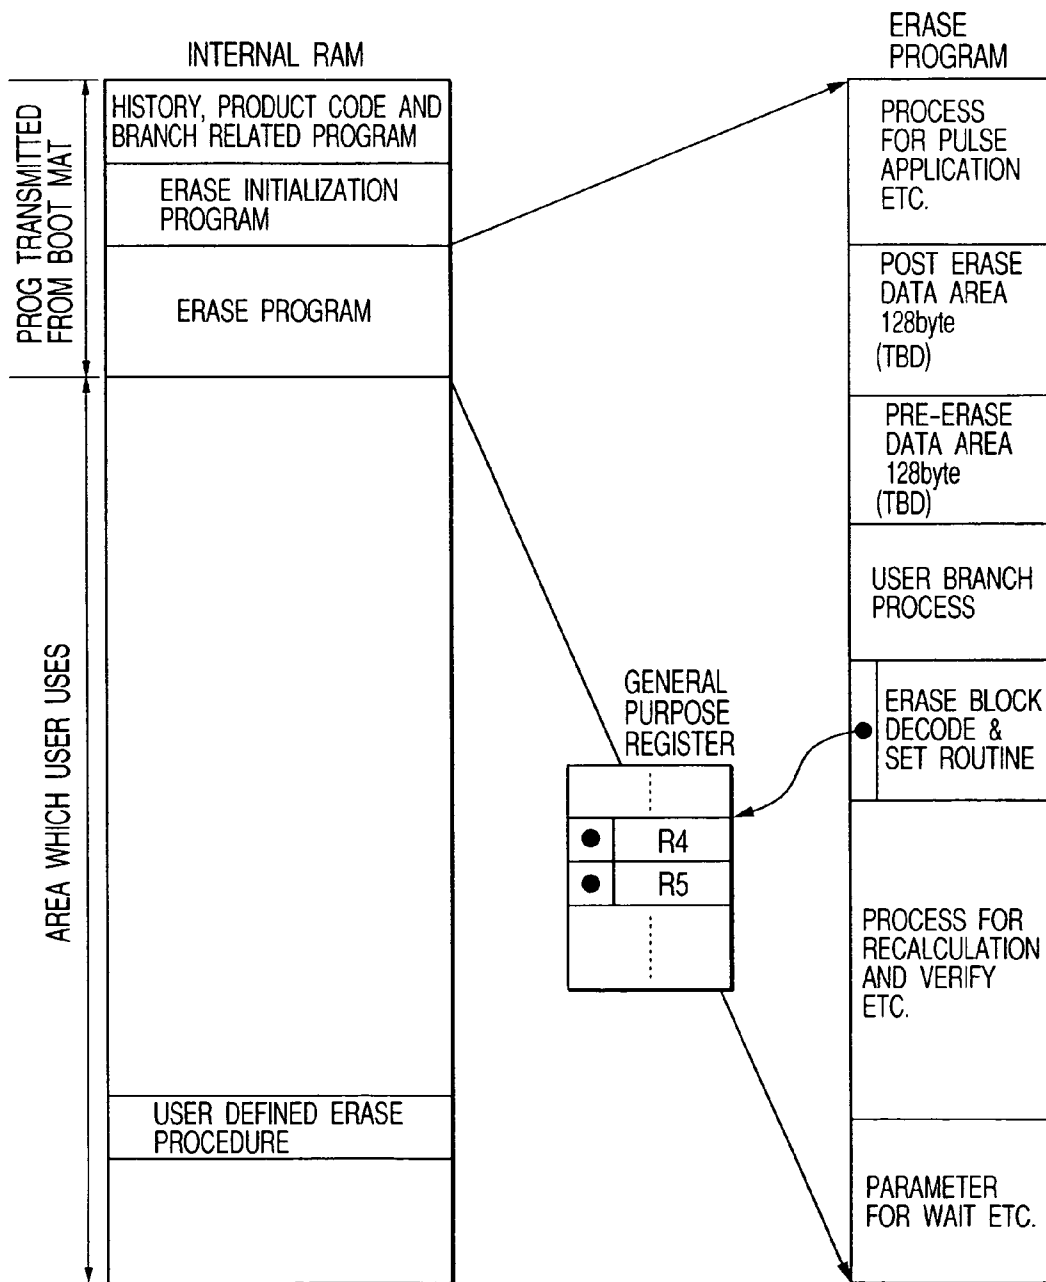 INTERNAL RAM
PROG TRANSMITTED
FROM BOOT MAT
HISTORY, PRODUCT CODE AND
BRANCH RELATED PROGRAM
ERASE INITIALIZATION
PROGRAM
ERASE PROGRAM
AREA WHICH USER USES
USER DEFINED ERASE
PROCEDURE
GENERAL
PURPOSE
REGISTER
R4
R5
ERASE
PROGRAM
PROCESS
FOR PULSE
APPLICATION
ETC.
POST ERASE
DATA AREA
128byte
(TBD)
PRE-ERASE
DATA AREA
128byte
(TBD)
USER BRANCH
PROCESS
ERASE BLOCK
DECODE &
SET ROUTINE
PROCESS FOR
RECALCULATION
AND VERIFY
ETC.
PARAMETER
FOR WAIT ETC.